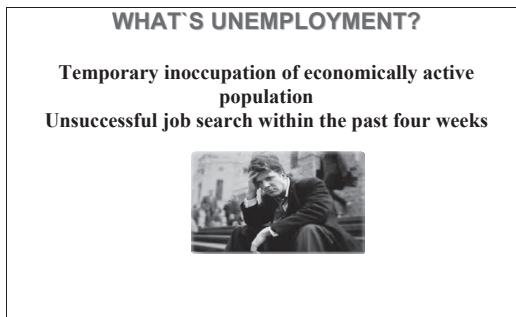 WHAT`S UNEMPLOYMENT?
Temporary inoccupation of economically active
population
Unsuccessful job search within the past four weeks